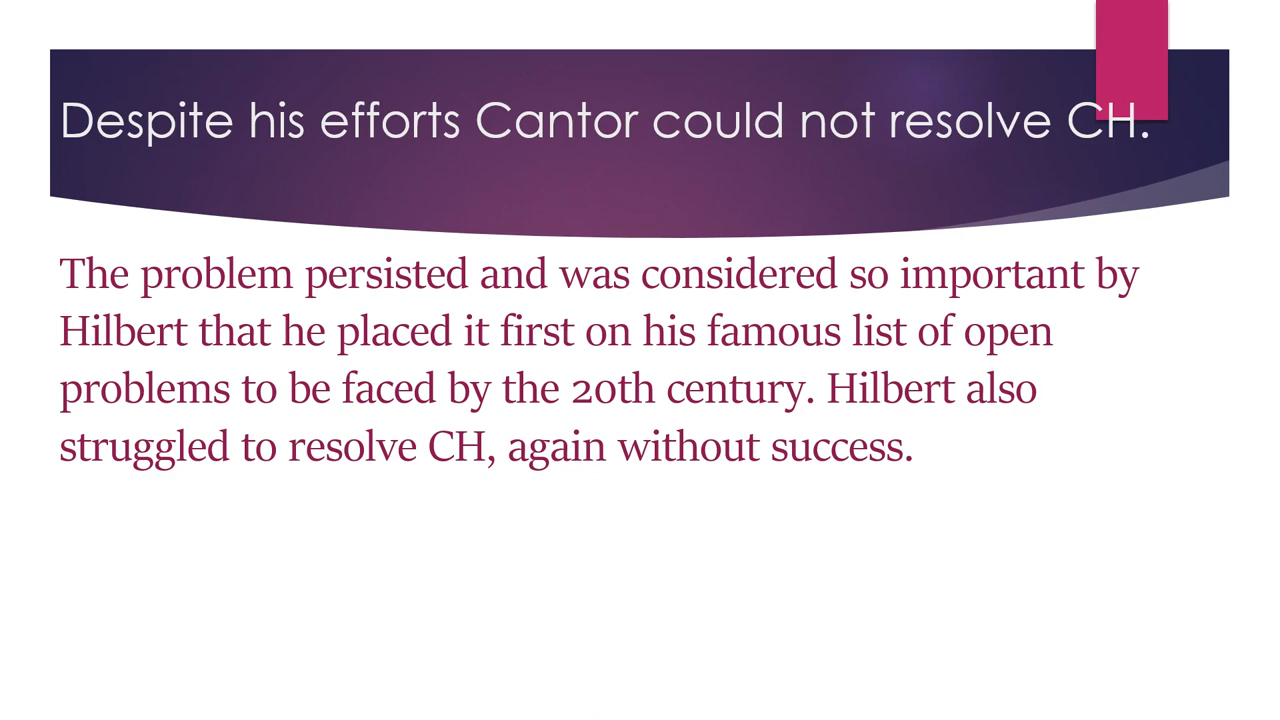 Despite his efforts Cantor could not resolve CH.
The problem persisted and was considered so important by
Hilbert that he placed it first on his famous list of open
problems to be faced by the 20th century. Hilbert also
struggled to resolve CH, again without success.